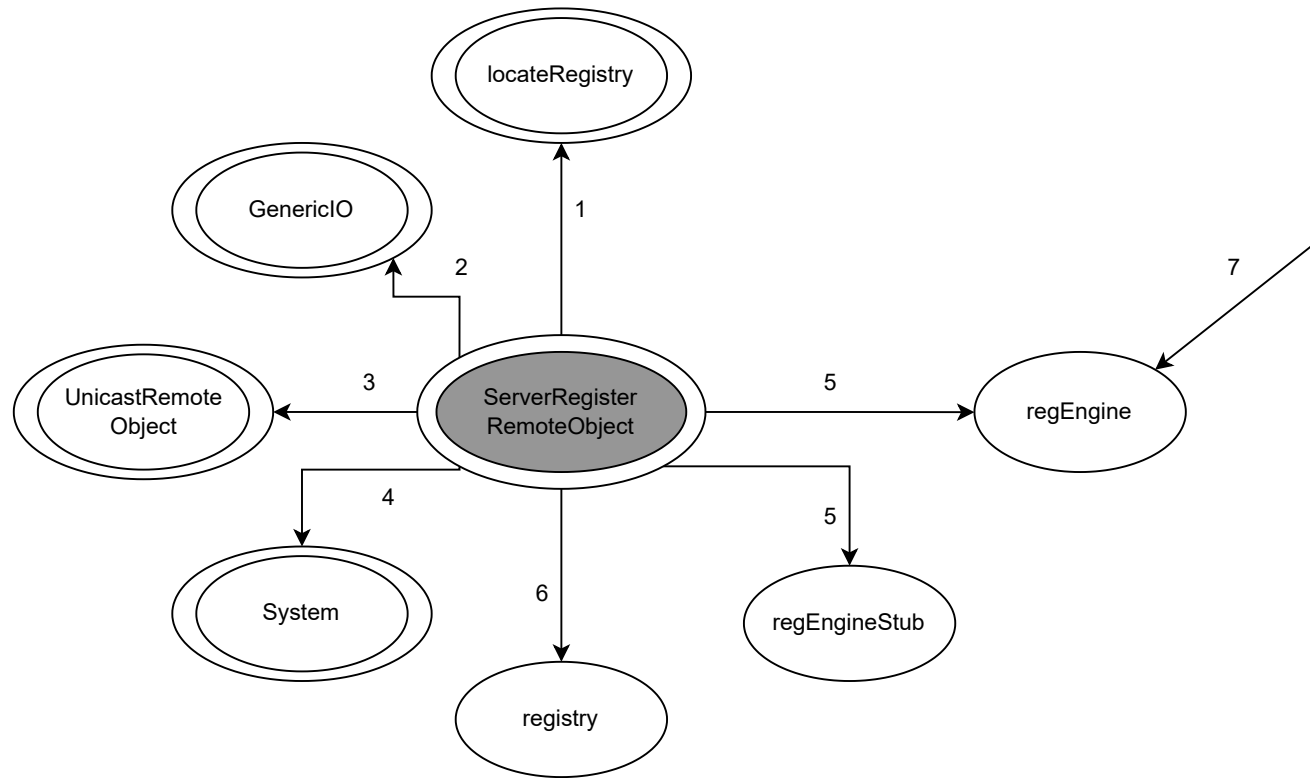 locateRegistry
GenericIO
1
2
7
UnicastRemote
Object
3
ServerRegister
RemoteObject
5
regEngine
4
5
6
System
regEngineStub
registry